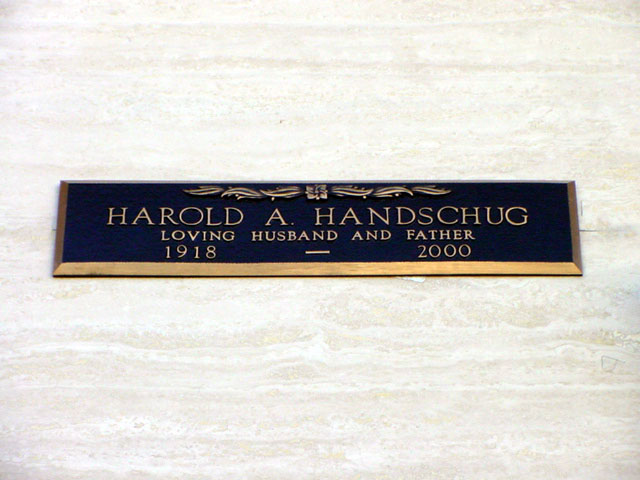 HAROLD A. HANDSCHUG
LOVING HUSBAND AND FATHER
1918 — 2000